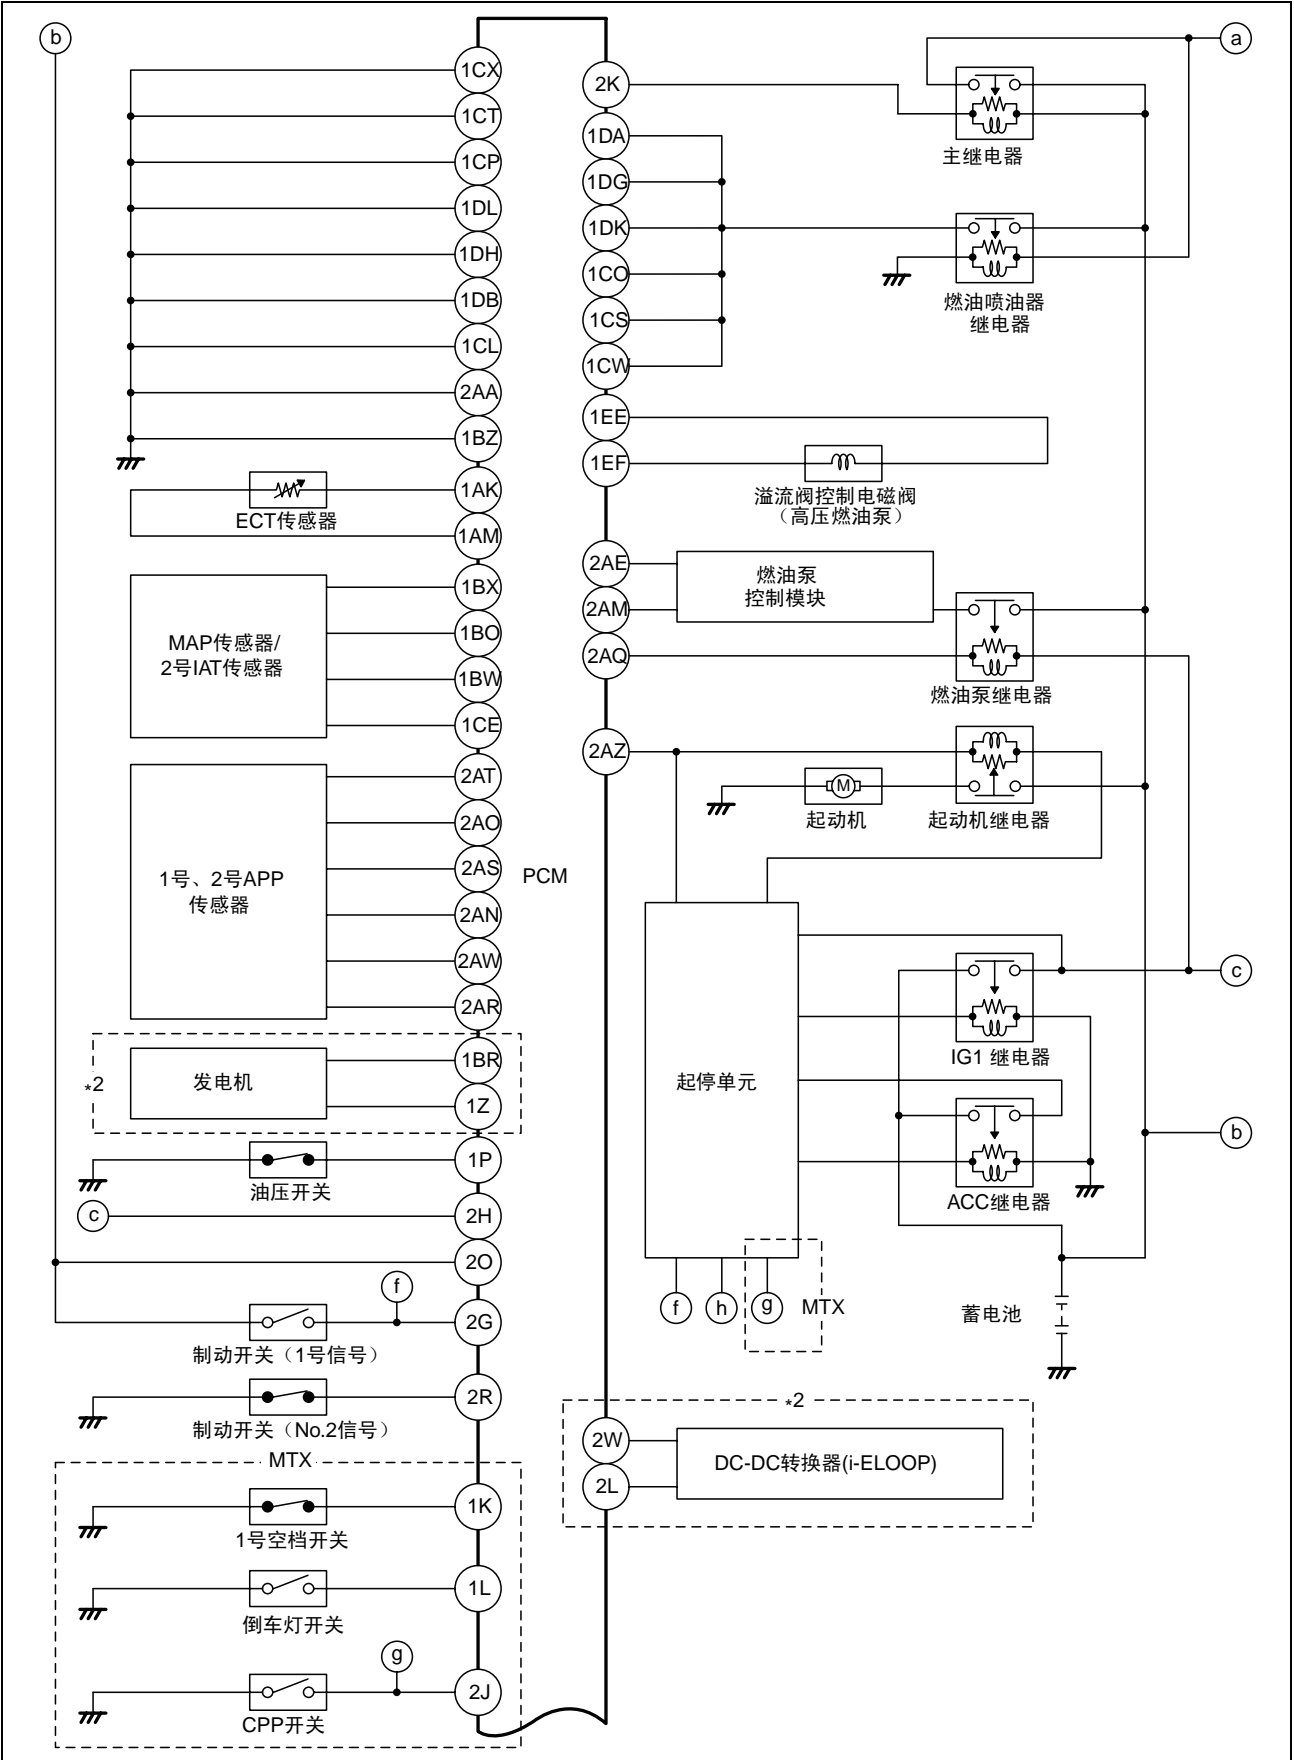 b
a
1CX
2K
1CT
1DA
主继电器
1CP
1DG
1DL
1DK
1DH
1CO
燃油喷油器
继电器
1DB
1CS
1CL
1CW
2AA
1EE
1BZ
1EF
1AK
溢流阀控制电磁阀
（高压燃油泵）
ECT传感器
1AM
2AE
燃油泵
控制模块
1BX
2AM
1BO
MAP传感器/
2号IAT传感器
2AQ
1BW
燃油泵继电器
1CE
2AZ
2AT
M
起动机
起动机继电器
2AO
2AS
PCM
1号、2号APP
传感器
2AN
2AW
c
2AR
1BR
IG1 继电器
*2
发电机
起停单元
1Z
b
1P
油压开关
ACC继电器
c
2H
2O
f
f
h
g
MTX
蓄电池
2G
制动开关（1号信号）
2R
*2
制动开关（No.2信号）
2W
MTX
DC-DC转换器(i-ELOOP)
2L
1K
1号空档开关
1L
倒车灯开关
g
2J
CPP开关